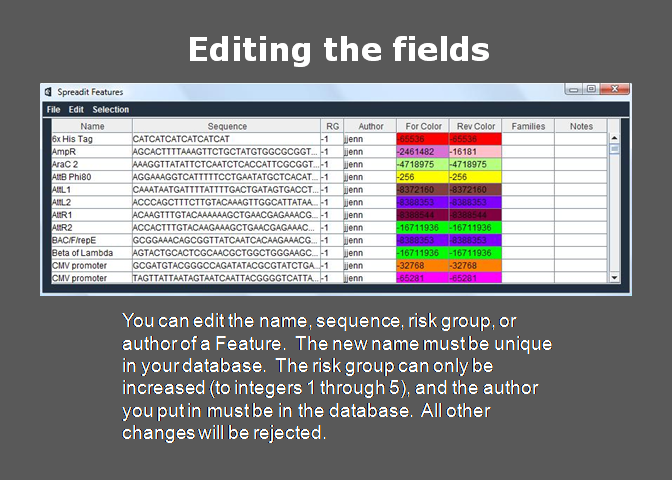 Editing the fields
Spreadit Features
File Edit Selection
Name Sequence RG Author For Color Rev Color Families Notes
6x His Tag CATCATCATCATCATCAT -1 jjenn -65536 -65536
AmpR AGCACTTTTAAAGTTCTGCTATGTGGCGCGGT... -1 jjenn -2461482 -16181
AraC 2 AAAGGTTATATTCTCAATCTCACCATTCGCGGT... -1 jjenn -4718975 -4718975
AttB Phi80 AGGAAAGGTCATTTTTCCTGAATATGCTCACAT... -1 jjenn -256 -256
AttL1 CAAATAATGATTTTATTTTGACTGATAGTGACCT... -1 jjenn -8372160 -8372160
AttL2 ACCCAGCTTTCTTGTACAAAGTTGGCATTATAA... -1 jjenn -8388353 -8388353
AttR1 ACAAGTTTGTACAAAAAAGCTGAACGAGAAACG... -1 jjenn -8388544 -8388544
AttR2 ACCACTTTGTACAAGAAAGCTGAACGAGAAAC... -1 jjenn -16711936 -16711936
BAC/F/repE GCGGAAACAGCGGTTATCAATCACAAGAAACG... -1 jjenn -8388353 -8388353
Beta of Lambda AGTACTGCACTCGCAACGCTGGCTGGGAAGC... -1 jjenn -16711936 -16711936
CMV promoter GCGATGTACGGGCCAGATATACGCGTATCTGA... -1 jjenn -32768 -32768
CMV promoter TAGTTATTAATAGTAATCAATTACGGGGTCATTA... -1 jjenn -65281 -65281
You can edit the name, sequence, risk group, or
author of a Feature. The new name must be unique
in your database. The risk group can only be
increased (to integers 1 through 5), and the author
you put in must be in the database. All other
changes will be rejected.